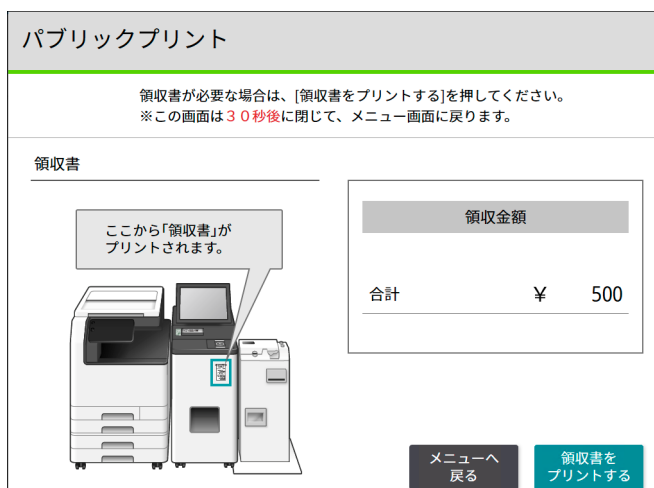 パブリックプリント
領収書が必要な場合は、[領収書をプリントする]を押してください。
※この画面は３０秒後に閉じて、メニュー画面に戻ります。
領収書
ここから「領収書」が
プリントされます。
領収金額
合計 ¥ 500
メニューへ
戻る
領収書を
プリントする